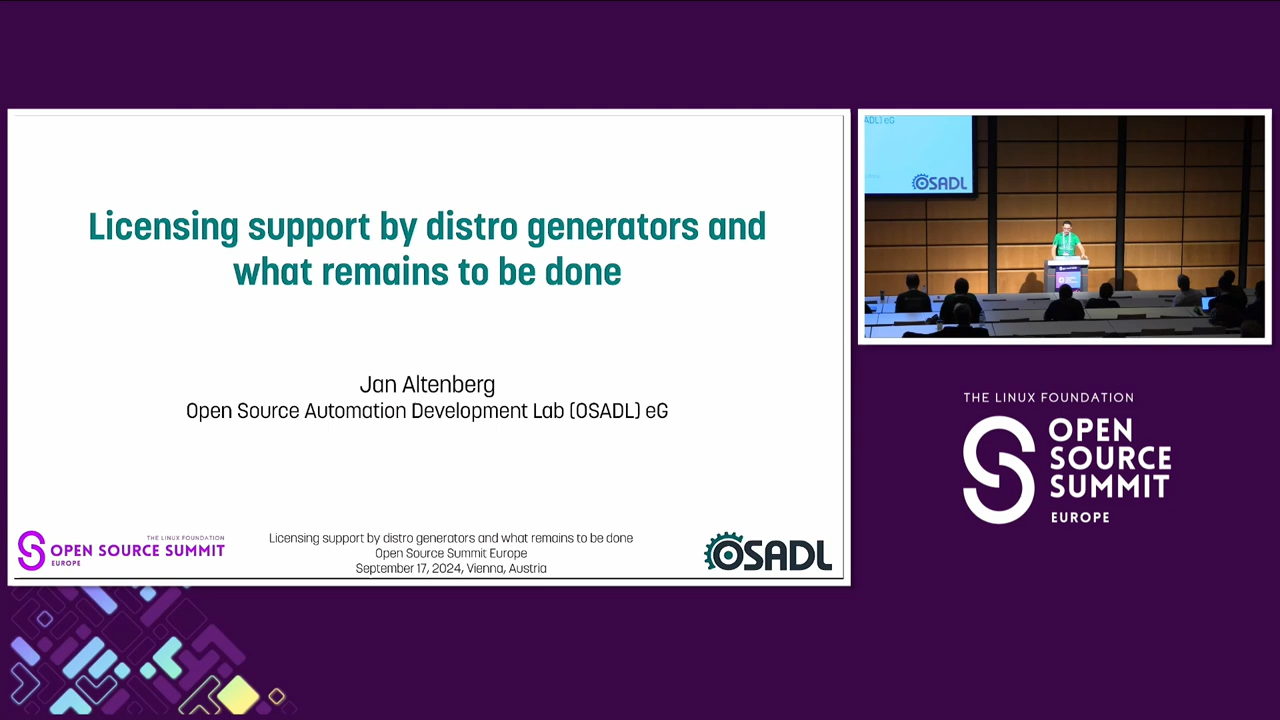 Licensing support by distro generators and
what remains to be done
Jan Altenberg
Open Source Automation Development Lab (OSADL) eG
THE LINUX FOUNDATION
OPEN SOURCE SUMMIT
EUROPE
Licensing support by distro generators and what remains to be done
Open Source Summit Europe
September 17, 2024, Vienna, Austria
OSADL
ADL) eG
OSADL
THE LINUX FOUNDATION
OPEN
SOURCE
SUMMIT
EUROPE